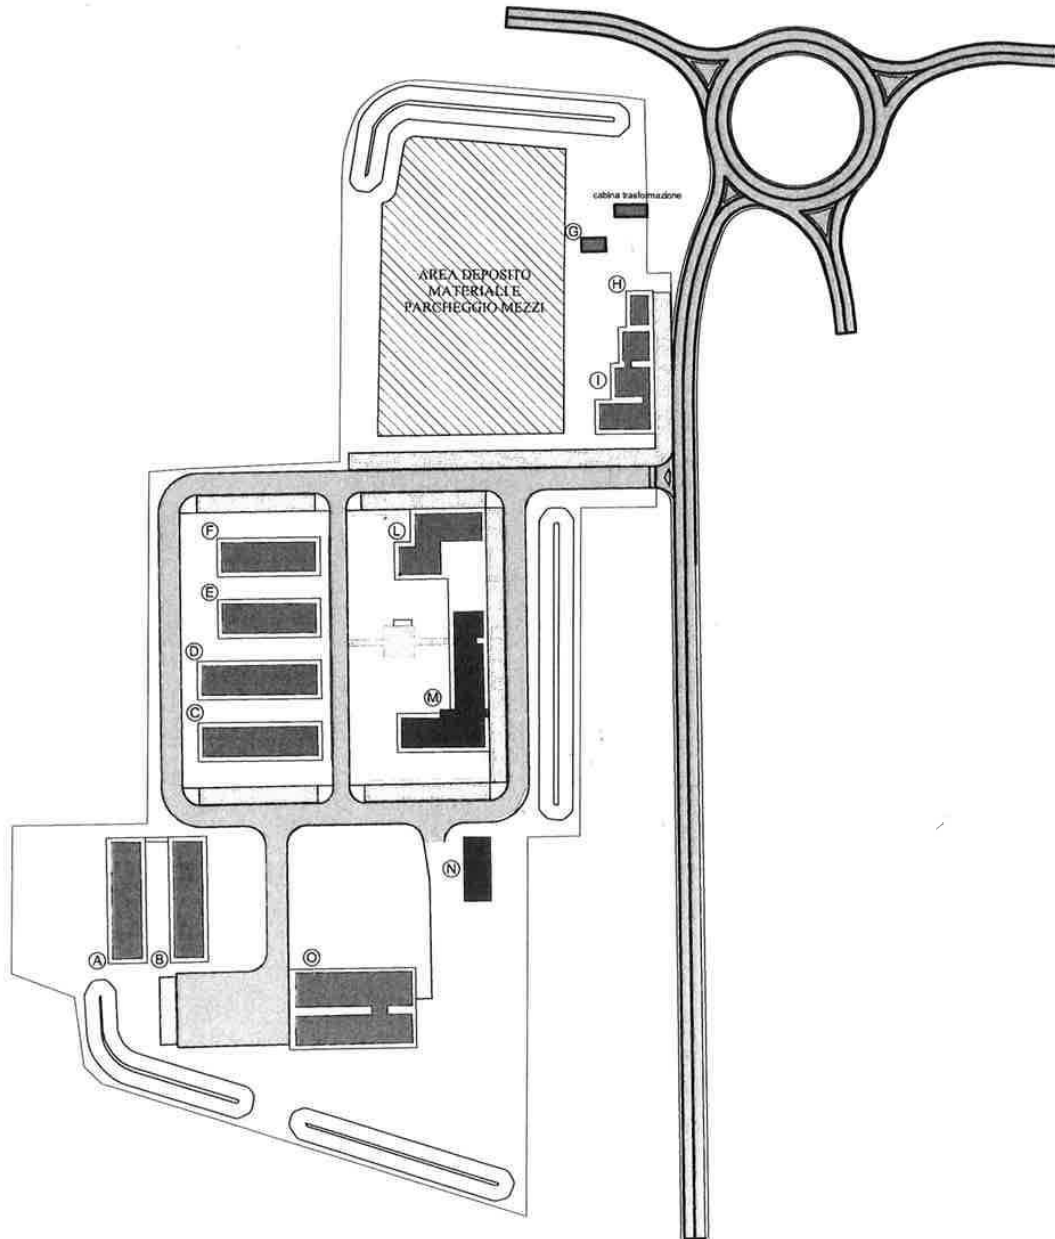 cabina trasformazione
G
AREA DEPOSITO
MATERIALI E
PARCHEGGIO MEZZI
H
I
F
L
E
D
M
C
N
A
B
O